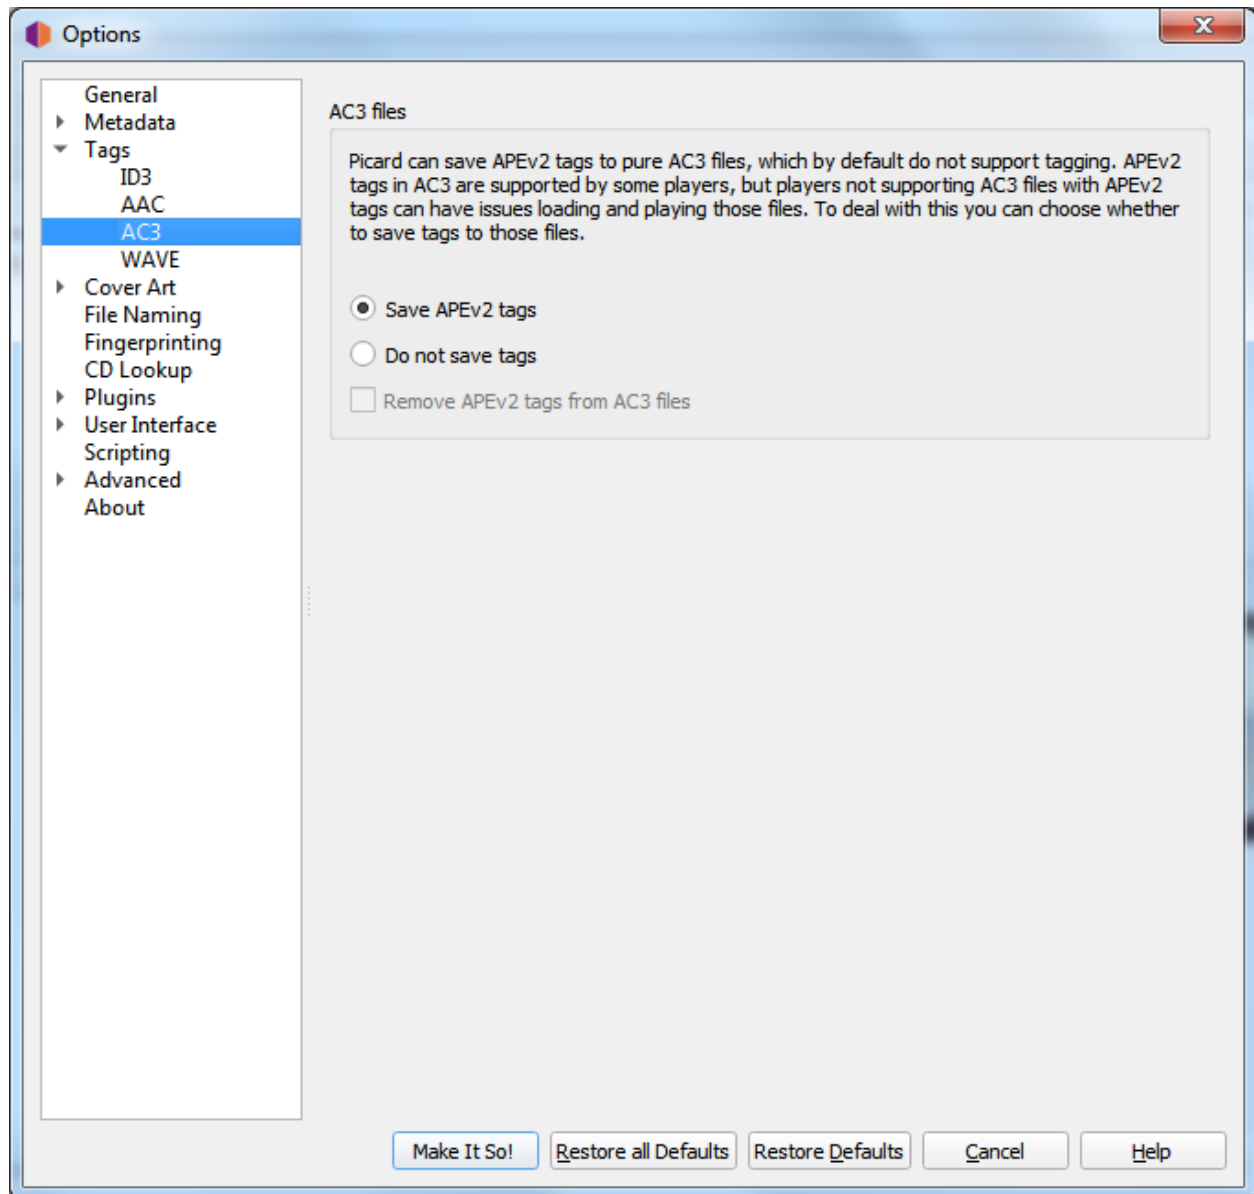 Options
General
Metadata
Tags
ID3
AAC
AC3
WAVE
Cover Art
File Naming
Fingerprinting
CD Lookup
Plugins
User Interface
Scripting
Advanced
About
AC3 files
Picard can save APEv2 tags to pure AC3 files, which by default do not support tagging. APEv2
tags in AC3 are supported by some players, but players not supporting AC3 files with APEv2
tags can have issues loading and playing those files. To deal with this you can choose whether
to save tags to those files.
Save APEv2 tags
Do not save tags
Remove APEv2 tags from AC3 files
Make It So!
Restore all Defaults
Restore Defaults
Cancel
Help